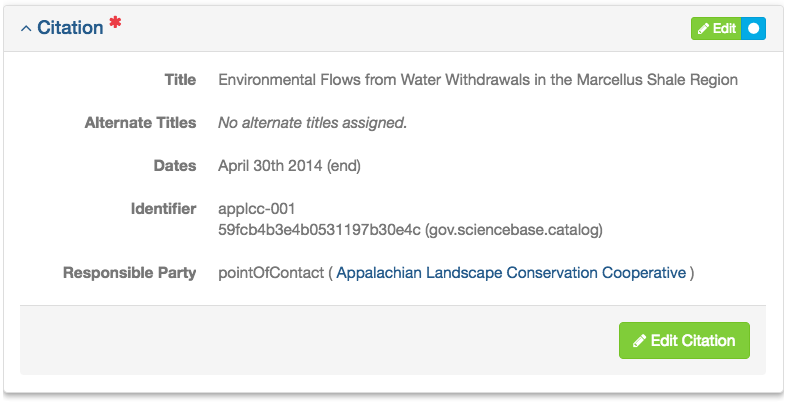 Citation *
Edit
Title Environmental Flows from Water Withdrawals in the Marcellus Shale Region
Alternate Titles No alternate titles assigned.
Dates April 30th 2014 (end)
Identifier applcc-001
59fcb4b3e4b0531197b30e4c (gov.sciencebase.catalog)
Responsible Party pointOfContact ( Appalachian Landscape Conservation Cooperative )
Edit Citation